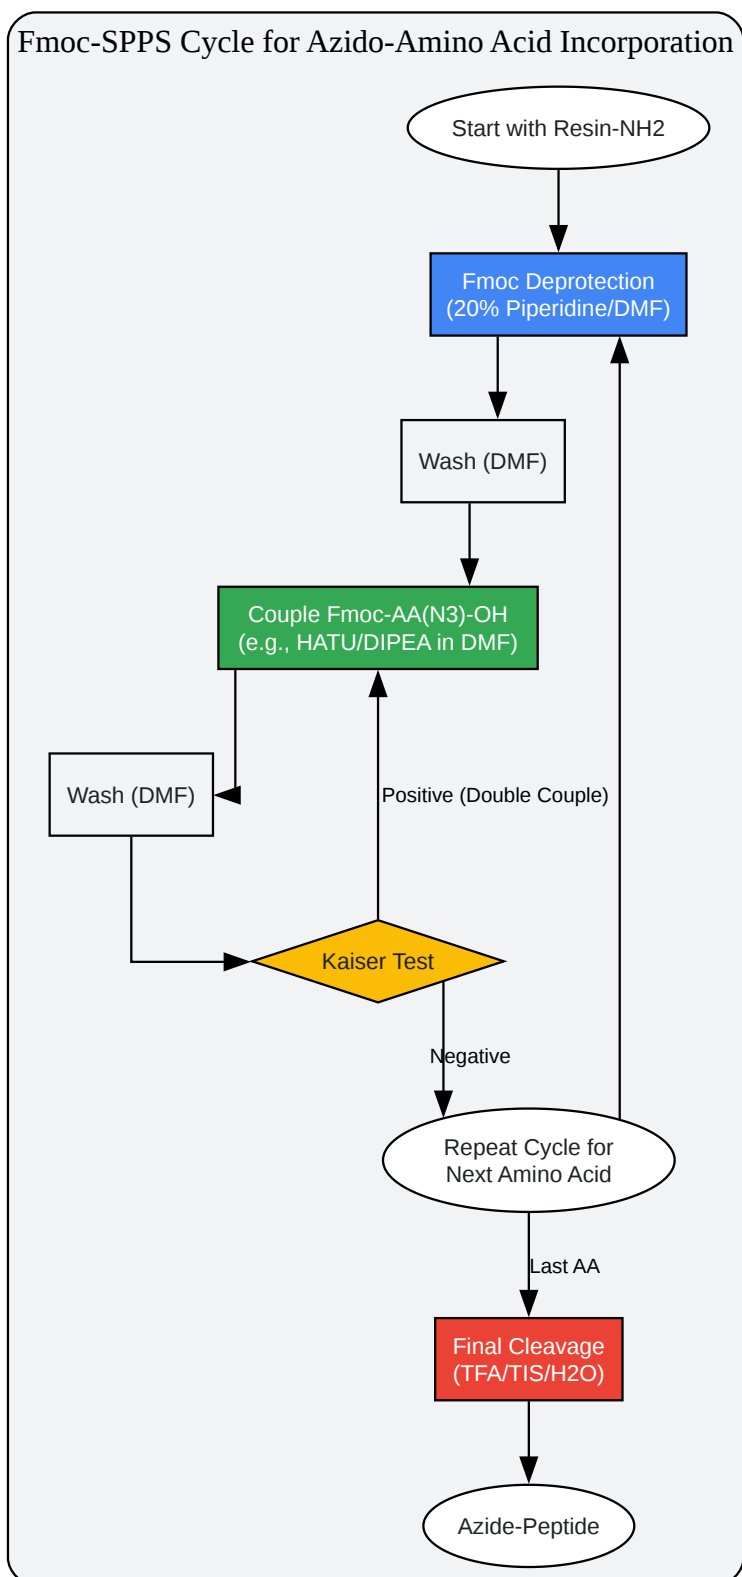 Fmoc-SPPS Cycle for Azido-Amino Acid Incorporation
Start with Resin-NH2
Fmoc Deprotection
(20% Piperidine/DMF)
Wash (DMF)
Couple Fmoc-AA(N3)-OH
(e.g., HATU/DIPEA in DMF)
Wash (DMF)
Positive (Double Couple)
Kaiser Test
Negative
Repeat Cycle for
Next Amino Acid
Last AA
Final Cleavage
(TFA/TIS/H2O)
Azide-Peptide